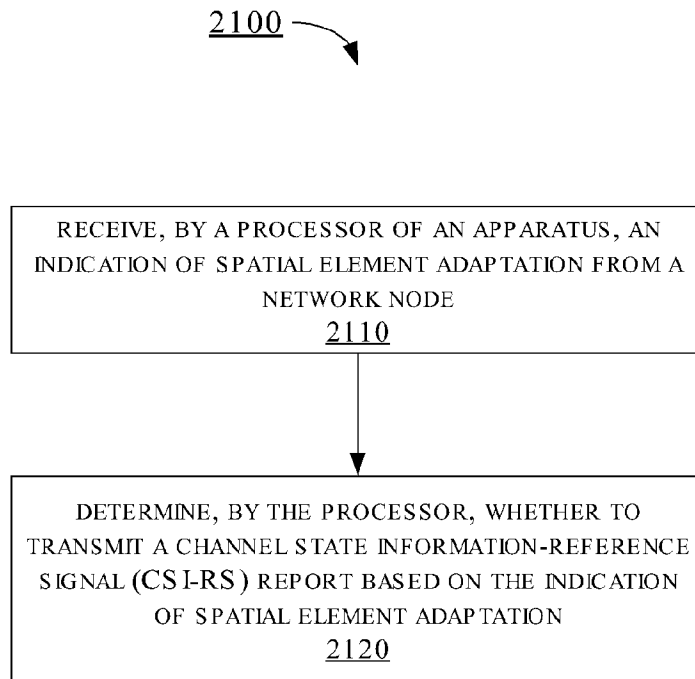 2100
RECEIVE, BY A PROCESSOR OF AN APPARATUS, AN
INDICATION OF SPATIAL ELEMENT ADAPTATION FROM A
NETWORK NODE
2110
DETERMINE, BY THE PROCESSOR, WHETHER TO
TRANSMIT A CHANNEL STATE INFORMATION-REFERENCE
SIGNAL (CSI-RS) REPORT BASED ON THE INDICATION
OF SPATIAL ELEMENT ADAPTATION
2120